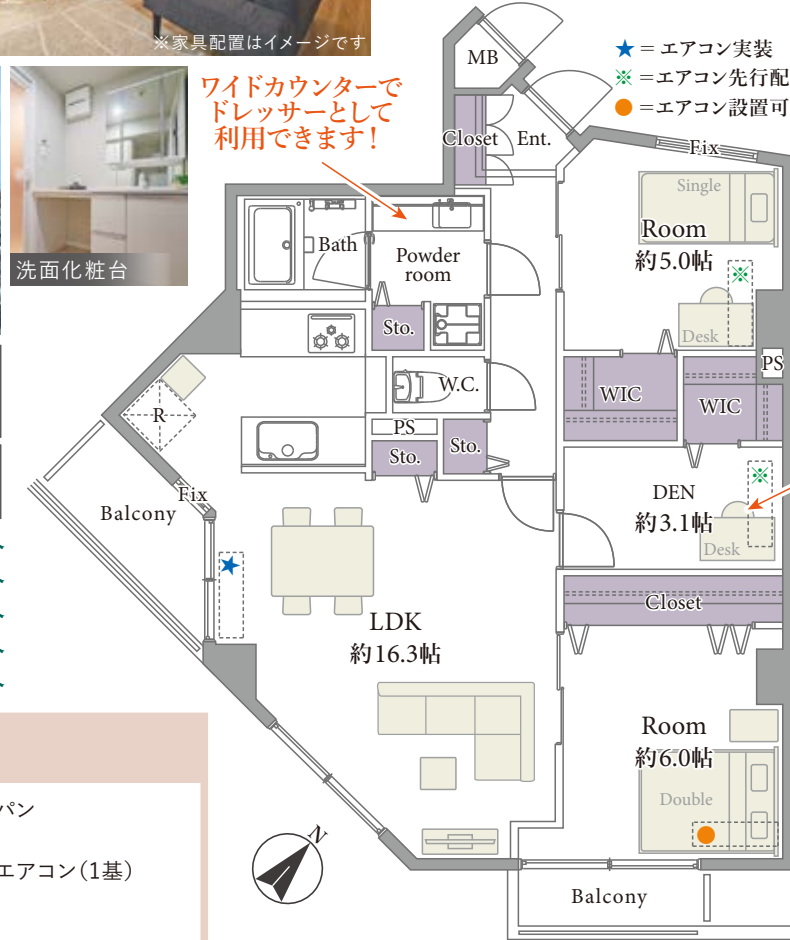 ※家具配置はイメージです
洗面化粧台
ワイドカウンターで
ドレッサーとして
利用できます!
★＝エアコン実装
※＝エアコン先行配
●＝エアコン設置可
MB
Closet
Ent.
Fix
Single
Room
約5.0帖
※
Desk
Bath
Powder
room
Sto.
W.C.
PS
WIC
WIC
PS
R
Sto.
Sto.
Fix
Balcony
★
DEN
約3.1帖
※
Desk
LDK
約16.3帖
Closet
Room
約6.0帖
Double
●
Balcony
N
パン
エアコン(1基)